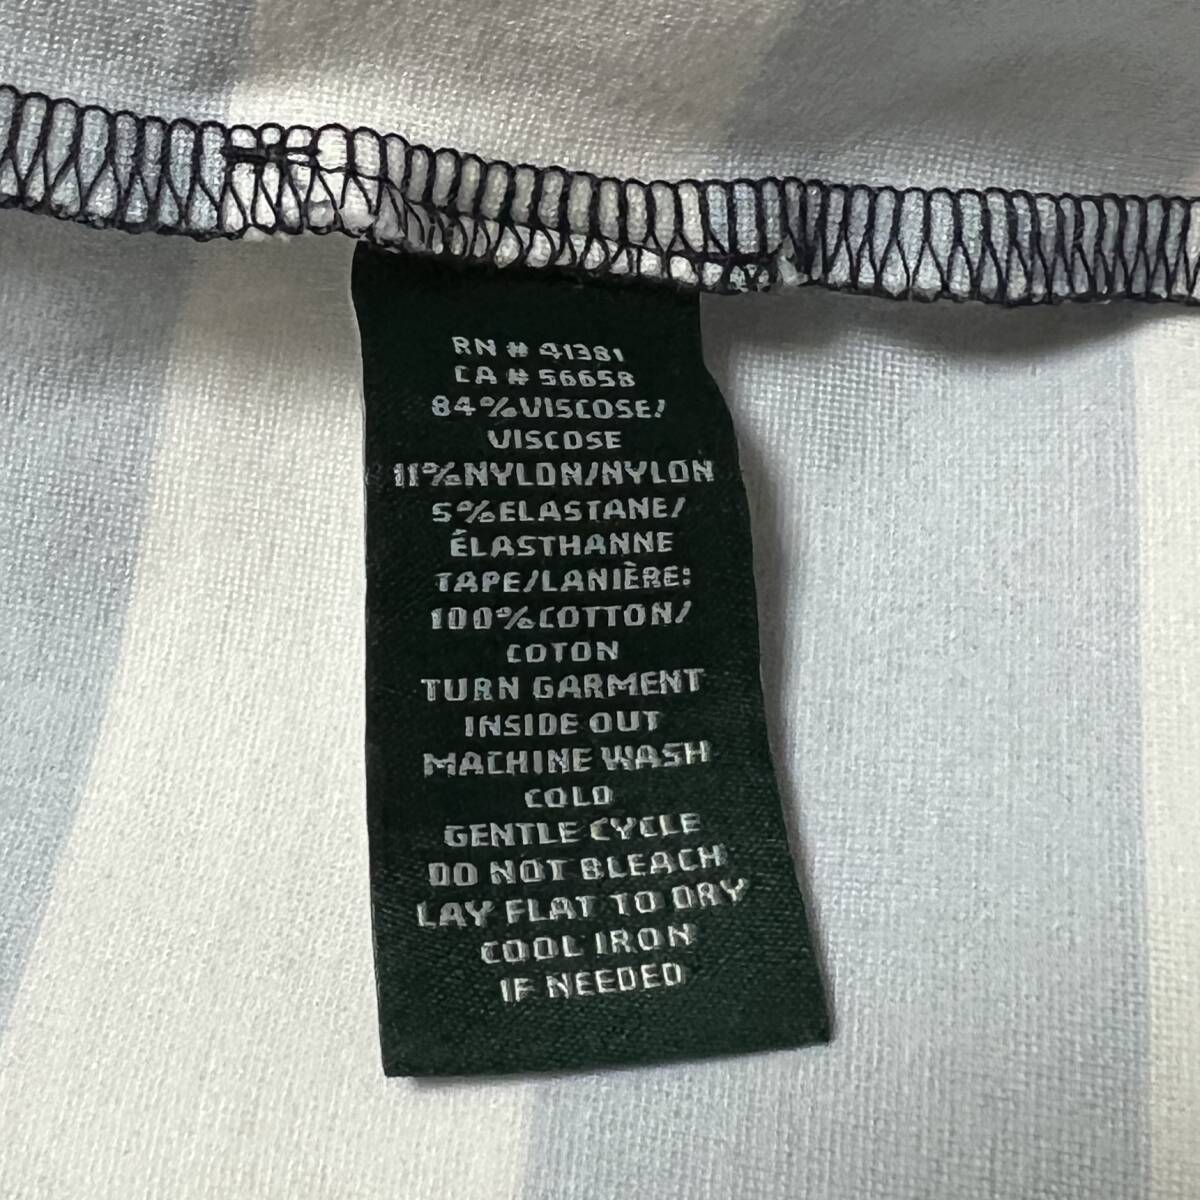 RN # 41381
CA # 56658
84%VISCOSE/
VISCOSE
11%NYLON/NYLON
5%ELASTANE/
ÉLASTHANNE
TAPE/LANIÈRE:
100%COTTON/
COTON
TURN GARMENT
INSIDE OUT
MACHINE WASH
COLD
GENTLE CYCLE
DO NOT BLEACH
LAY FLAT TO DRY
COOL IRON
IF NEEDED